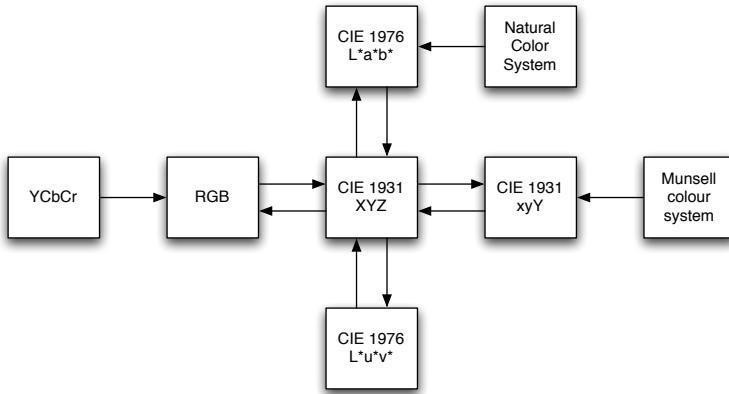 CIE 1976
L*a*b*
Natural
Color
System
YCbCr
RGB
CIE 1931
XYZ
CIE 1931
xyY
Munsell
colour
system
CIE 1976
L*u*v*